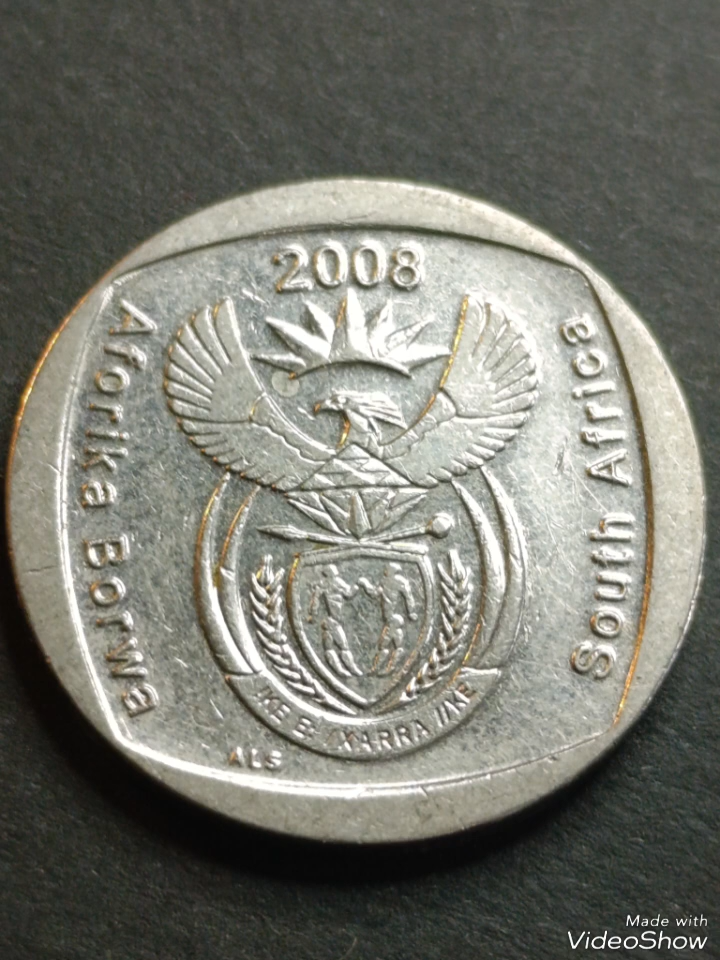 2008
Aforika Borwa
South Africa
!KE E: /XARRA //KE
ALS
Made with
VideoShow